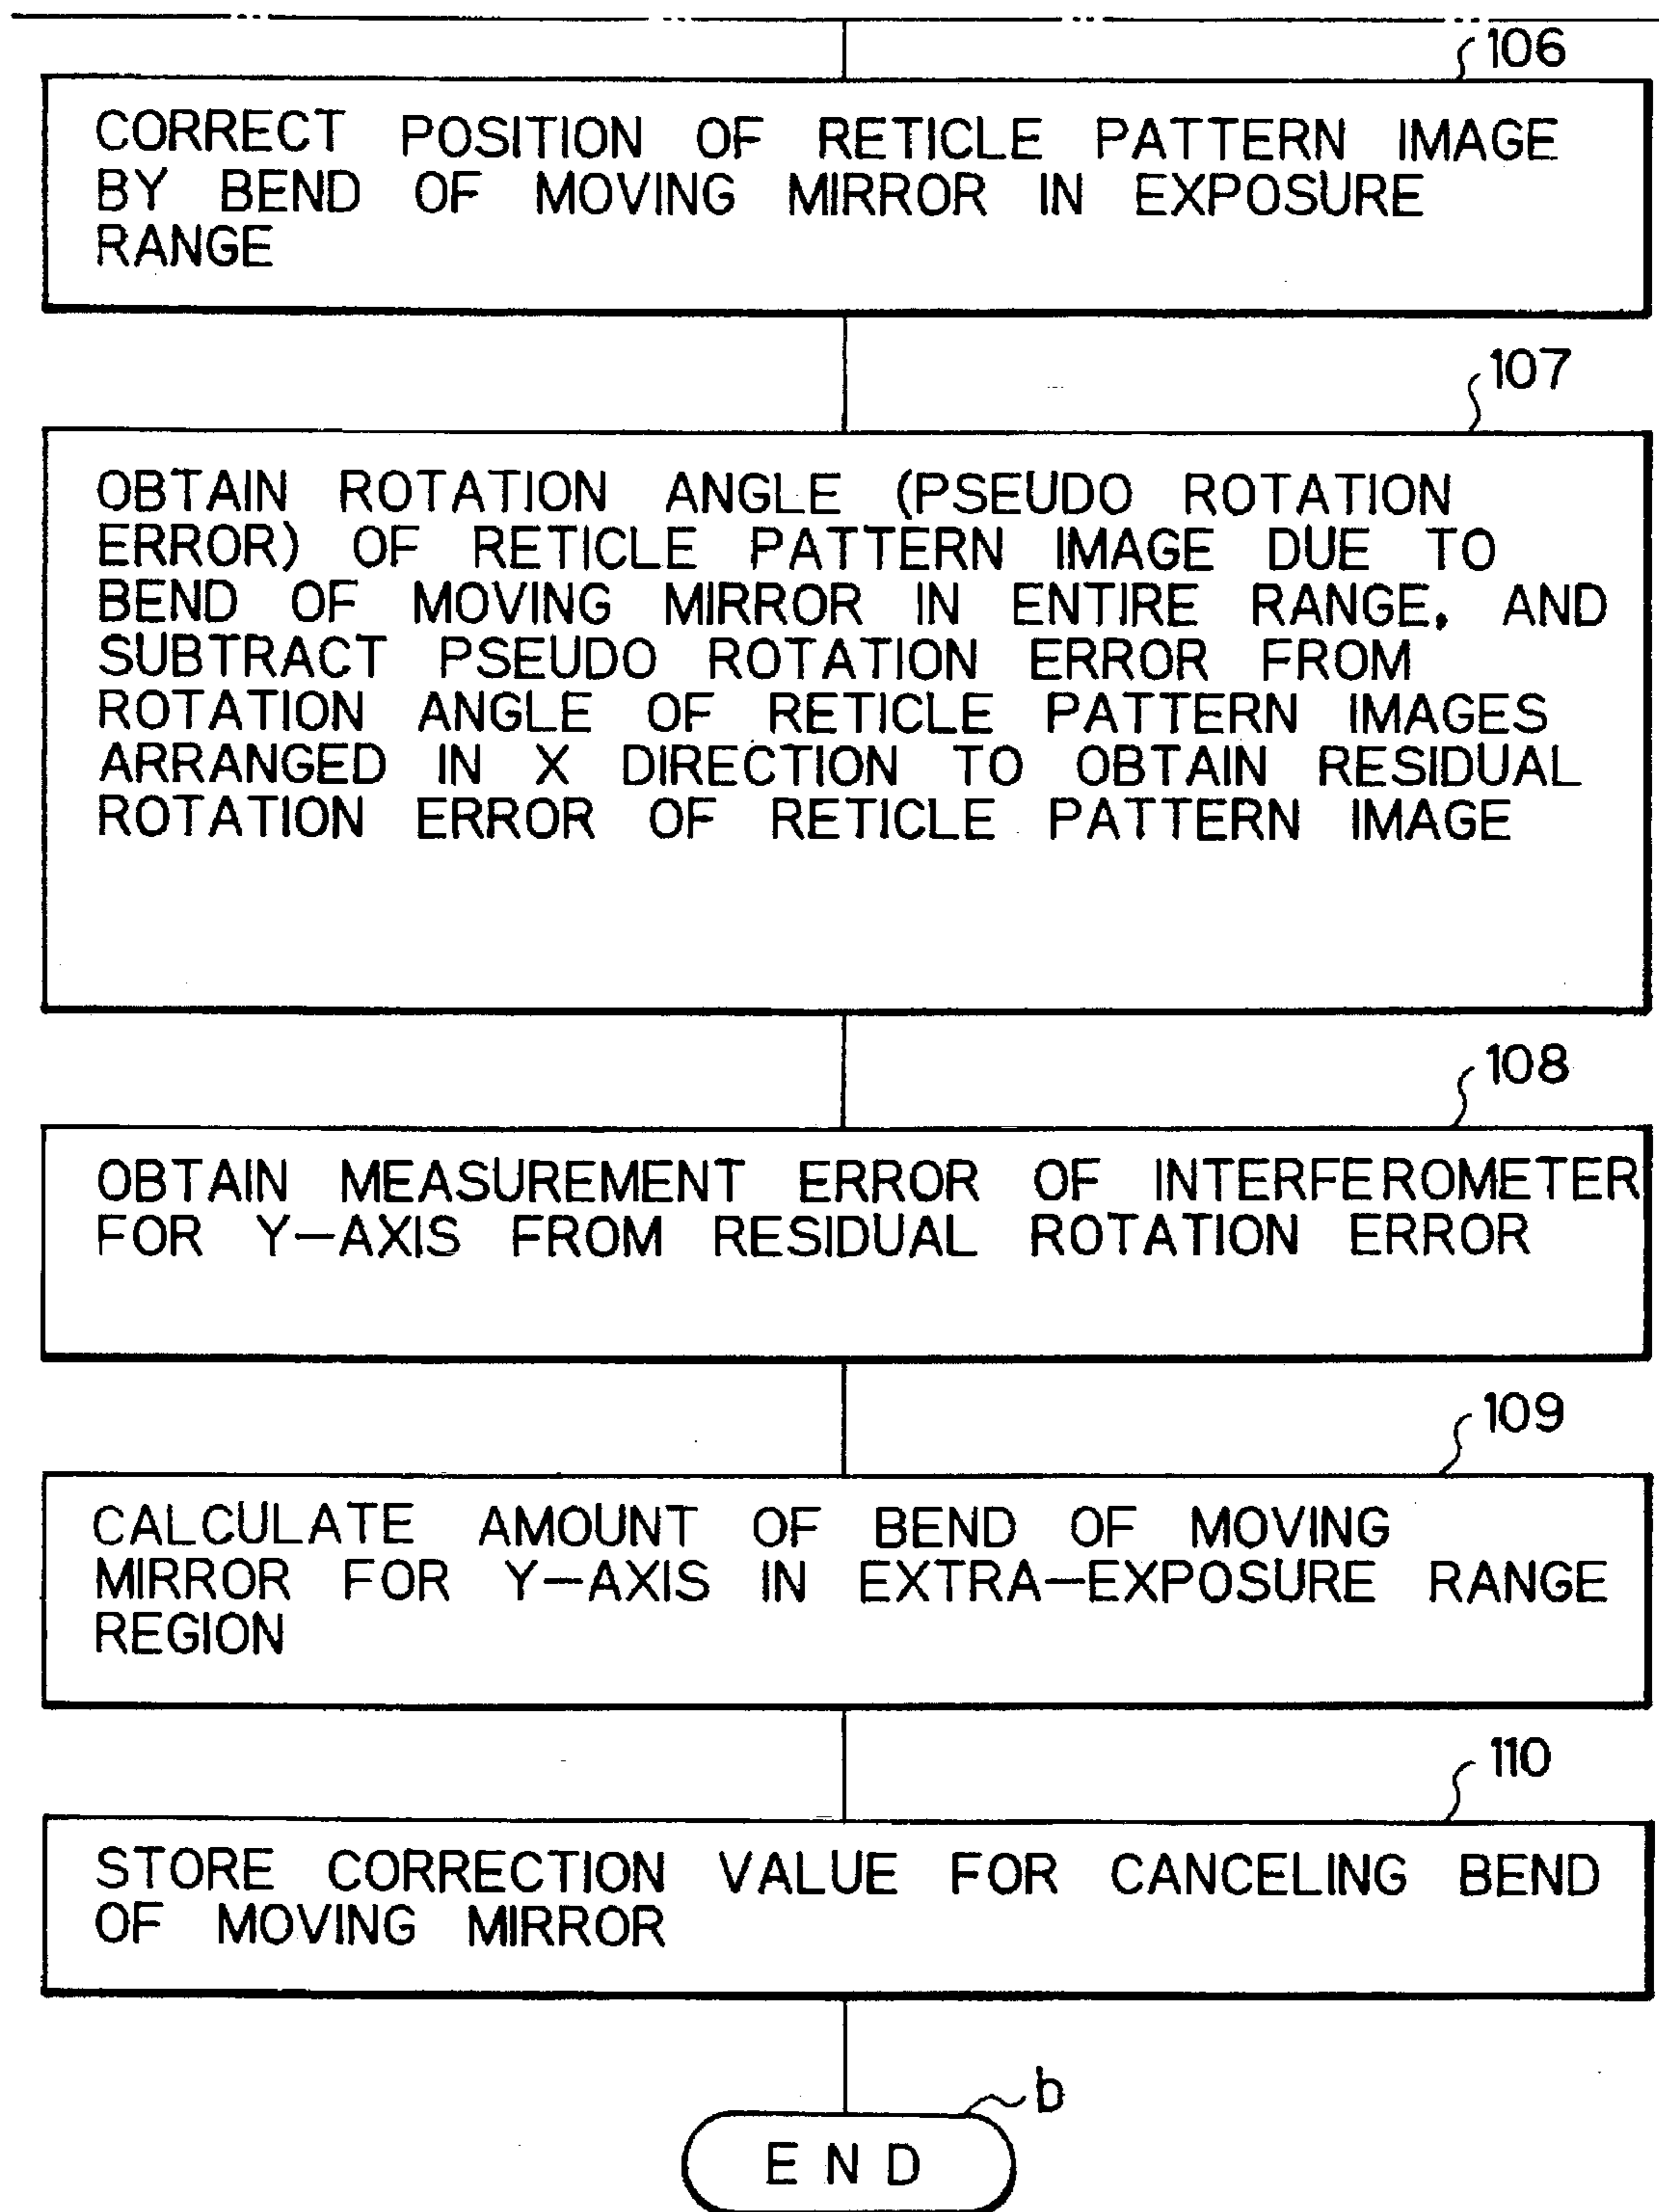 106
CORRECT POSITION OF RETICLE PATTERN IMAGE
BY BEND OF MOVING MIRROR IN EXPOSURE
RANGE
107
OBTAIN ROTATION ANGLE (PSEUDO ROTATION
ERROR) OF RETICLE PATTERN IMAGE DUE TO
BEND OF MOVING MIRROR IN ENTIRE RANGE, AND
SUBTRACT PSEUDO ROTATION ERROR FROM
ROTATION ANGLE OF RETICLE PATTERN IMAGES
ARRANGED IN X DIRECTION TO OBTAIN RESIDUAL
ROTATION ERROR OF RETICLE PATTERN IMAGE
108
OBTAIN MEASUREMENT ERROR OF INTERFEROMETER
FOR Y-AXIS FROM RESIDUAL ROTATION ERROR
109
CALCULATE AMOUNT OF BEND OF MOVING
MIRROR FOR Y-AXIS IN EXTRA-EXPOSURE RANGE
REGION
110
STORE CORRECTION VALUE FOR CANCELING BEND
OF MOVING MIRROR
b
END